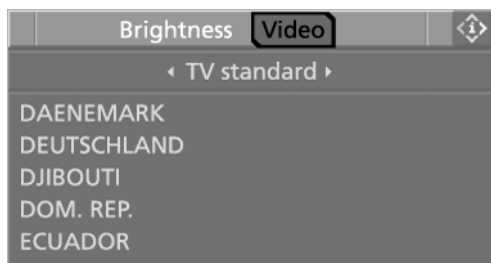 Brightness Video
TV standard
DAENEMARK
DEUTSCHLAND
DJIBOUTI
DOM. REP.
ECUADOR